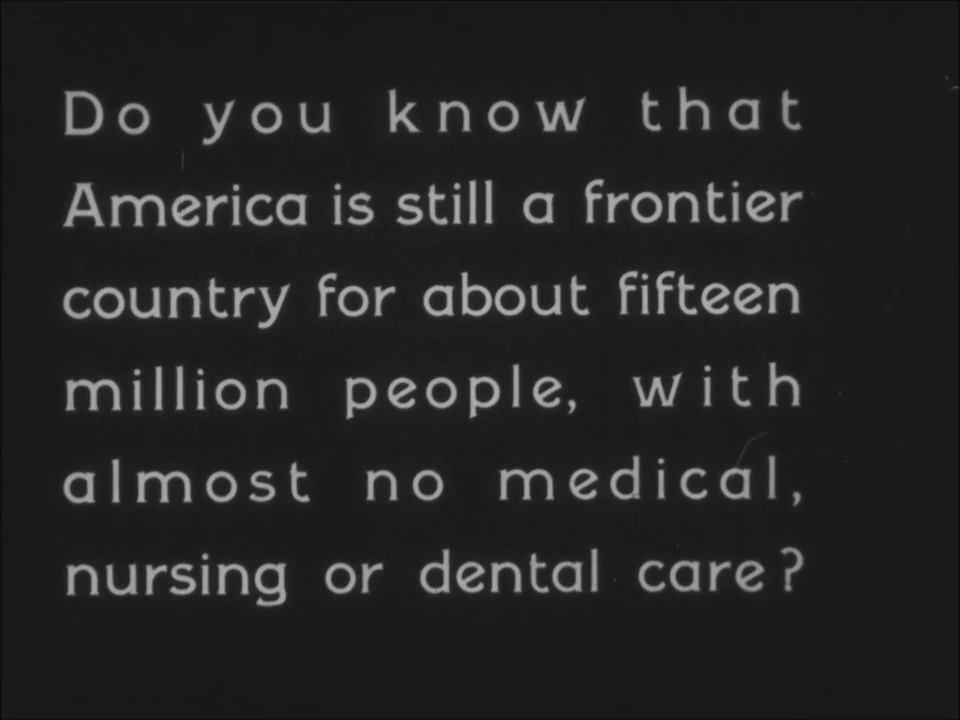 Do you know that
America is still a frontier
country for about fifteen
million people, with
almost no medical,
nursing or dental care?